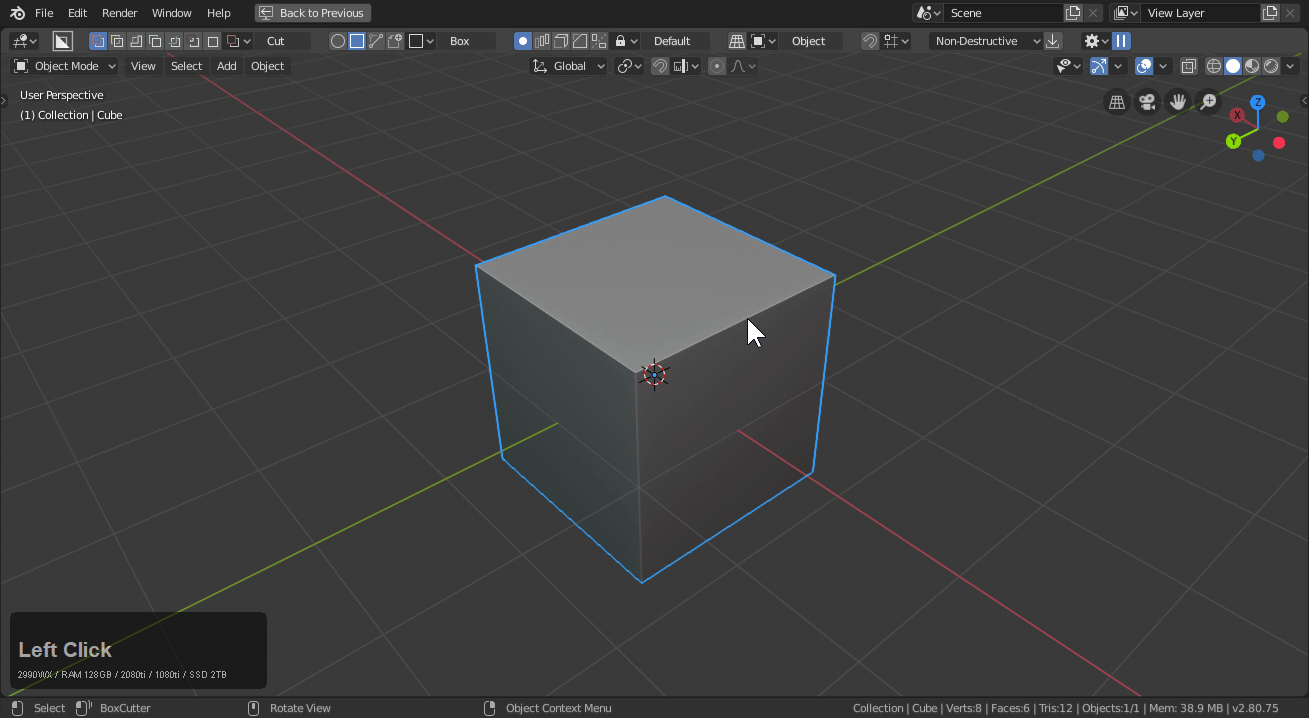 File Edit Render Window Help Back to Previous Scene View Layer
Cut Box Default Object Non-Destructive
Object Mode View Select Add Object Global
User Perspective
(1) Collection | Cube
Z
X
Y
Left Click
2990WX / RAM 128GB / 2080ti / 1080ti / SSD 2TB
Select BoxCutter Rotate View Object Context Menu Collection | Cube | Verts:8 | Faces:6 | Tris:12 | Objects:1/1 | Mem: 38.9 MB | v2.80.75